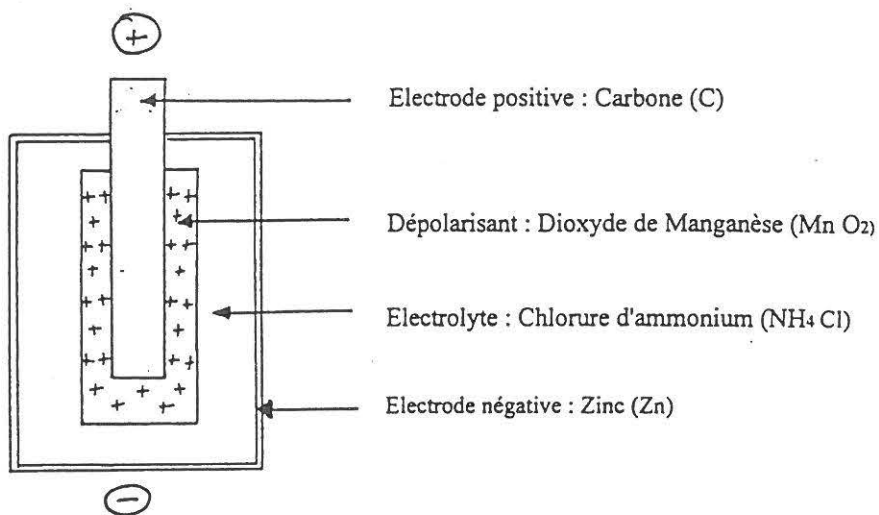 +
Electrode positive : Carbone (C)
Dépolarisant : Dioxyde de Manganèse (Mn O2)
Electrolyte : Chlorure d'ammonium (NH4 Cl)
Electrode négative : Zinc (Zn)
-